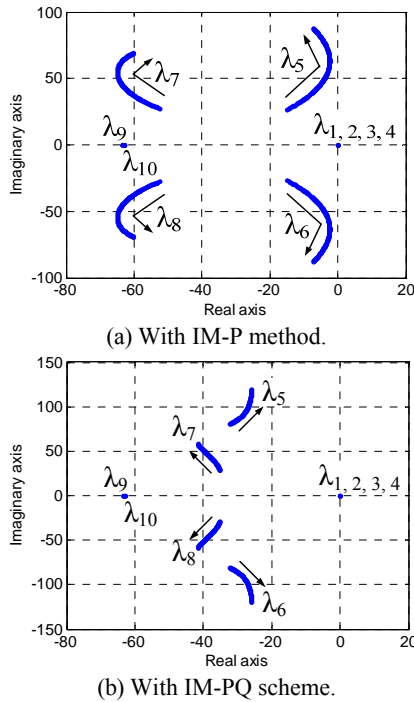 100
50
0
-50
-100
-80
-60
-40
-20
0
20
Imaginary axis
Real axis
λ7
λ5
λ9
λ10
λ1, 2, 3, 4
λ8
λ6
(a) With IM-P method.
150
100
50
0
-50
-100
-150
-80
-60
-40
-20
0
20
Imaginary axis
Real axis
λ5
λ7
λ9
λ10
λ1, 2, 3, 4
λ8
λ6
(b) With IM-PQ scheme.